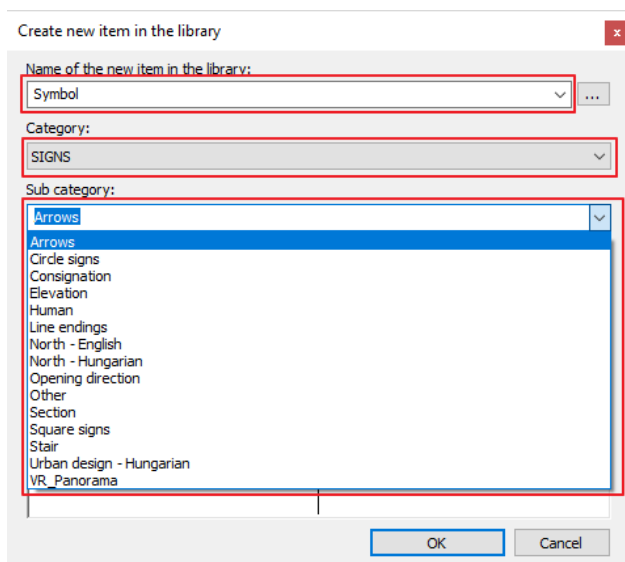 Create new item in the library
x
Name of the new item in the library:
Symbol
...
Category:
SIGNS
Sub category:
Arrows
Arrows
Circle signs
Consignation
Elevation
Human
Line endings
North - English
North - Hungarian
Opening direction
Other
Section
Square signs
Stair
Urban design - Hungarian
VR_Panorama
OK Cancel